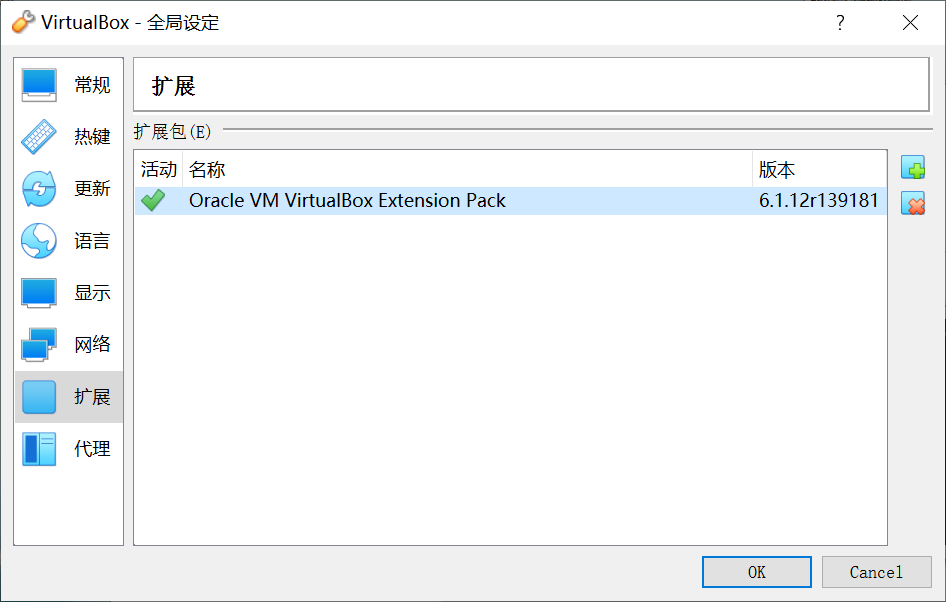 VirtualBox - 全局设定
?
常规
热键
更新
语言
显示
网络
扩展
代理
扩展
扩展包(E)
活动 名称 版本
Oracle VM VirtualBox Extension Pack 6.1.12r139181
OK Cancel